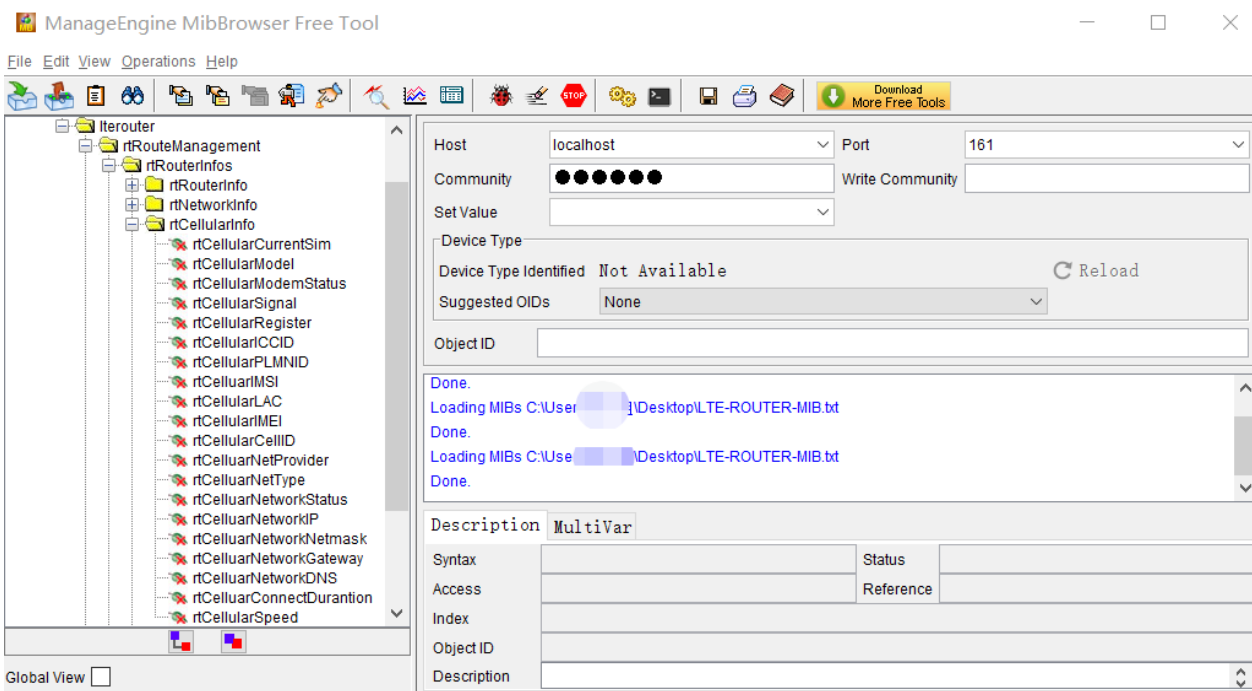 ManageEngine MibBrowser Free Tool
File Edit View Operations Help
STOP
Download
More Free Tools
lterouter
rtRouteManagement
rtRouterInfos
rtRouterInfo
rtNetworkInfo
rtCellularInfo
rtCellularCurrentSim
rtCellularModel
rtCellularModemStatus
rtCellularSignal
rtCellularRegister
rtCellularICCID
rtCellularPLMNID
rtCelluarIMSI
rtCellularLAC
rtCellularIMEI
rtCellularCellID
rtCelluarNetProvider
rtCelluarNetType
rtCelluarNetworkStatus
rtCelluarNetworkIP
rtCelluarNetworkNetmask
rtCelluarNetworkGateway
rtCelluarNetworkDNS
rtCelluarConnectDurantion
rtCellularSpeed
Global View
Host localhost Port 161
Community ●●●●●● Write Community
Set Value
Device Type
Device Type Identified Not Available Reload
Suggested OIDs None
Object ID
Done.
Loading MIBs C:\User \Desktop\LTE-ROUTER-MIB.txt
Done.
Loading MIBs C:\Use \Desktop\LTE-ROUTER-MIB.txt
Done.
Description MultiVar
Syntax Status
Access Reference
Index
Object ID
Description